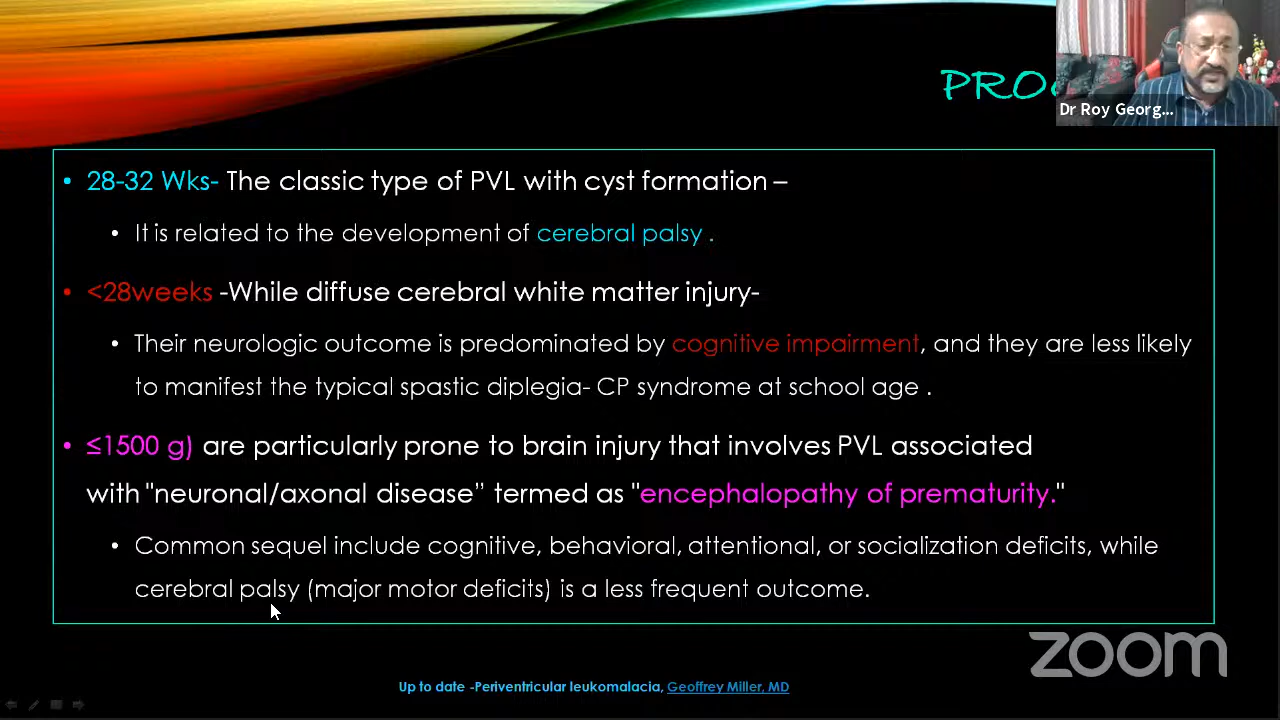 Dr Roy Georg...
28-32 Wks- The classic type of PVL with cyst formation –
It is related to the development of cerebral palsy .
<28weeks -While diffuse cerebral white matter injury-
Their neurologic outcome is predominated by cognitive impairment, and they are less likely
to manifest the typical spastic diplegia- CP syndrome at school age .
≤1500 g) are particularly prone to brain injury that involves PVL associated
with "neuronal/axonal disease” termed as "encephalopathy of prematurity."
Common sequel include cognitive, behavioral, attentional, or socialization deficits, while
cerebral palsy (major motor deficits) is a less frequent outcome.
zoom
Up to date -Periventricular leukomalacia, Geoffrey Miller, MD